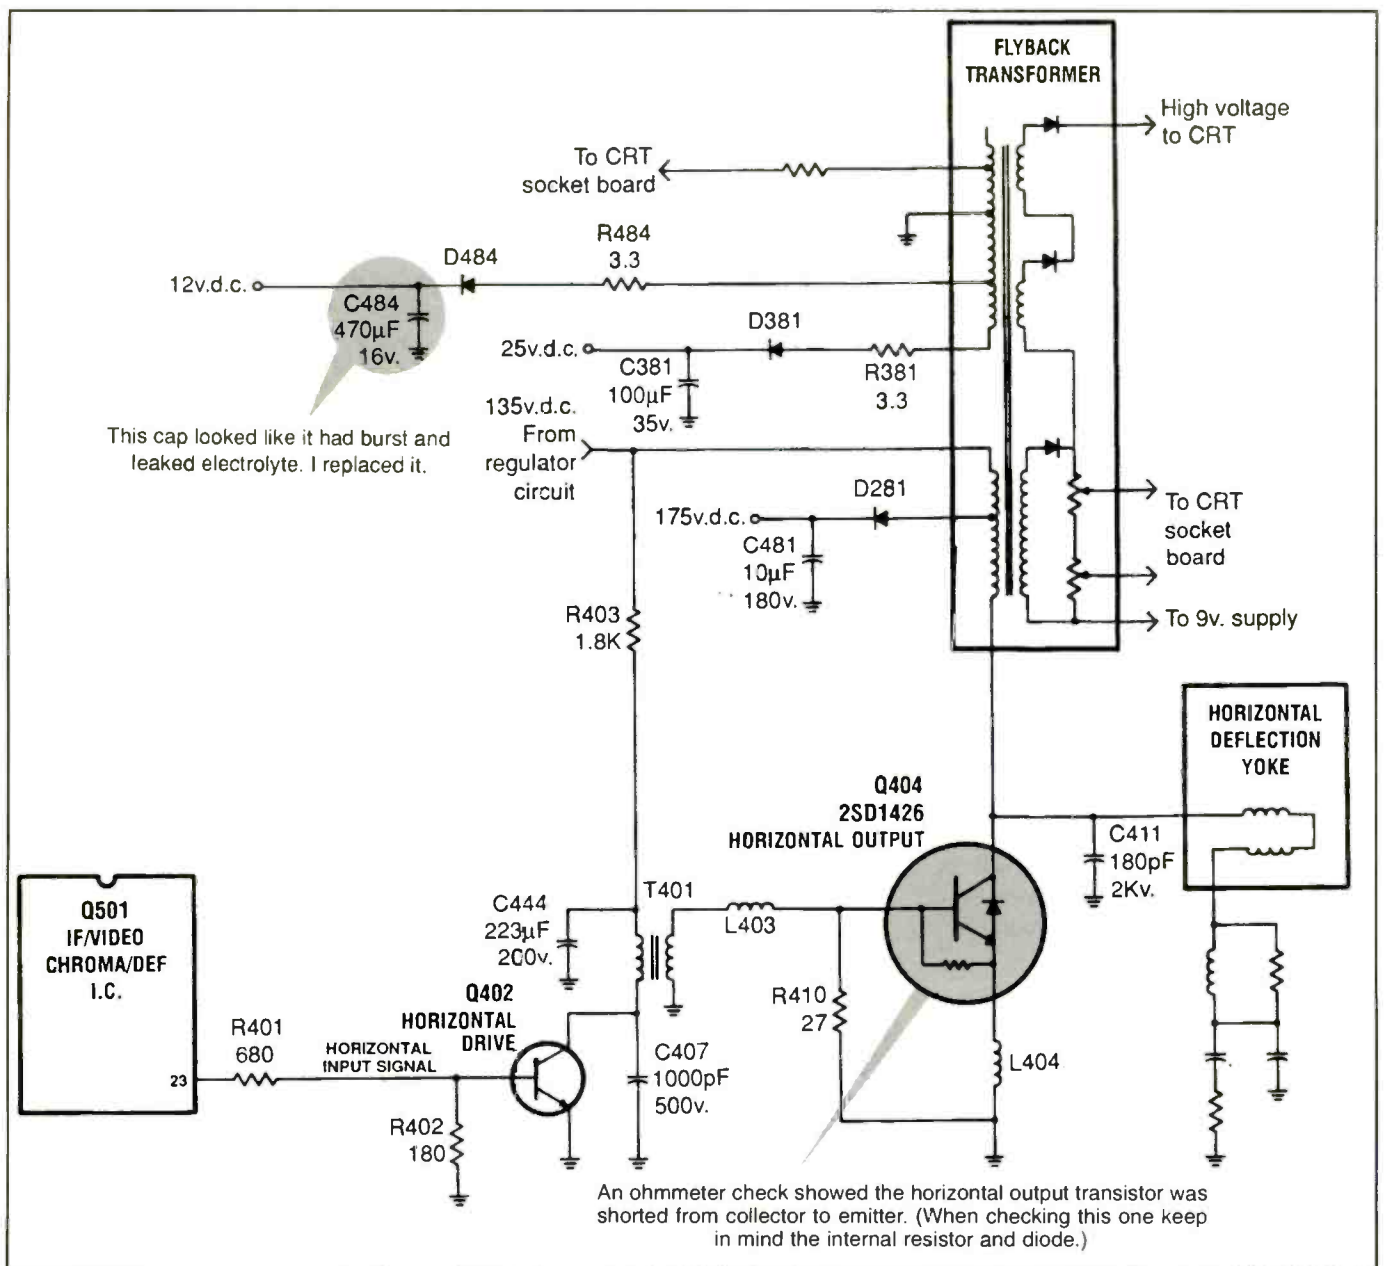 FLYBACK
TRANSFORMER
High voltage
to CRT
To CRT
socket board
R484
3.3
D484
12v.d.c.
C484
470µF
16v.
D381
25v.d.c.
C381
100µF
35v.
R381
3.3
This cap looked like it had burst and
leaked electrolyte. I replaced it.
135v.d.c.
From
regulator
circuit
D281
175v.d.c.
C481
10µF
180v.
To CRT
socket
board
To 9v. supply
R403
1.8K
HORIZONTAL
DEFLECTION
YOKE
Q404
2SD1426
HORIZONTAL OUTPUT
C411
180pF
2Kv.
Q501
IF/VIDEO
CHROMA/DEF
I.C.
23
C444
223µF
200v.
T401
L403
R410
27
L404
Q402
HORIZONTAL
DRIVE
R401
680
HORIZONTAL
INPUT SIGNAL
R402
180
C407
1000pF
500v.
An ohmmeter check showed the horizontal output transistor was
shorted from collector to emitter. (When checking this one keep
in mind the internal resistor and diode.)